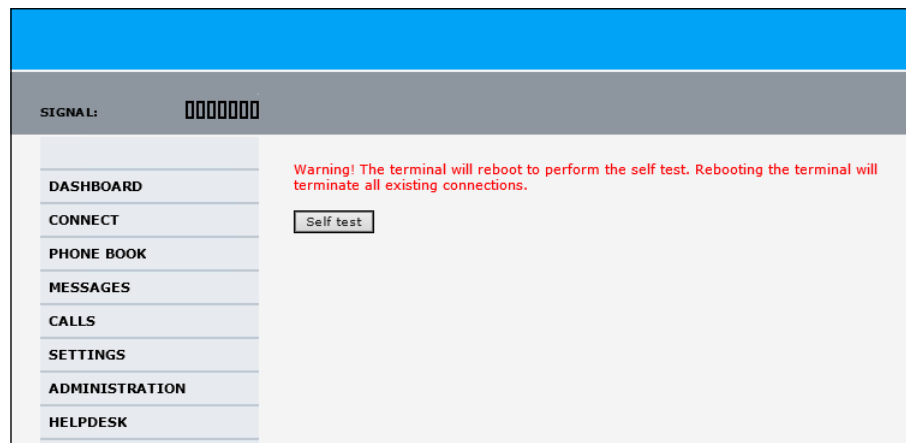 SIGNAL:
DASHBOARD
CONNECT
PHONE BOOK
MESSAGES
CALLS
SETTINGS
ADMINISTRATION
HELPDESK
Warning! The terminal will reboot to perform the self test. Rebooting the terminal will
terminate all existing connections.
Self test